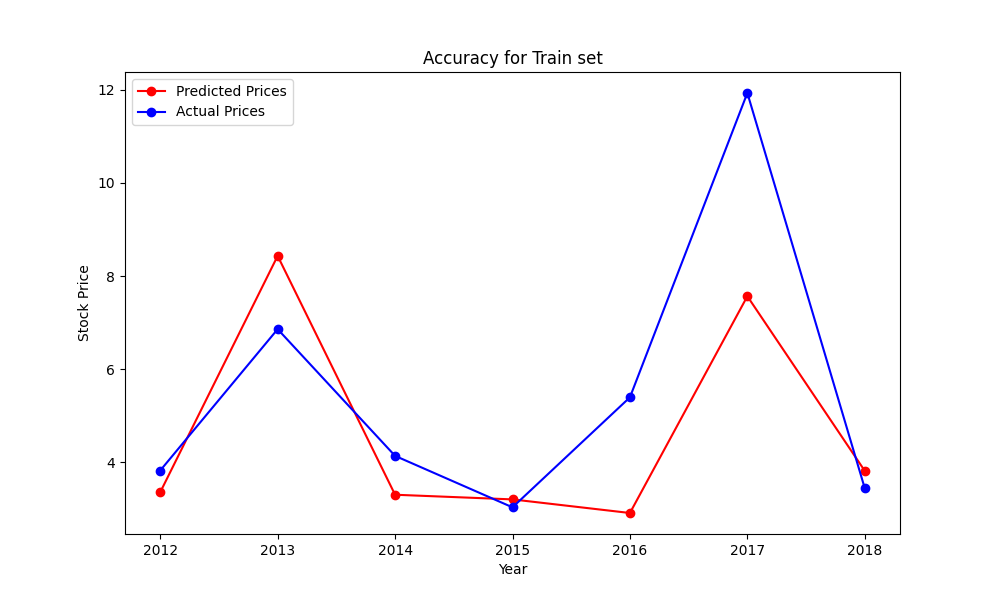 Accuracy for Train set
Predicted Prices
Actual Prices
12
10
8
6
4
Stock Price
2012 2013 2014 2015 2016 2017 2018
Year